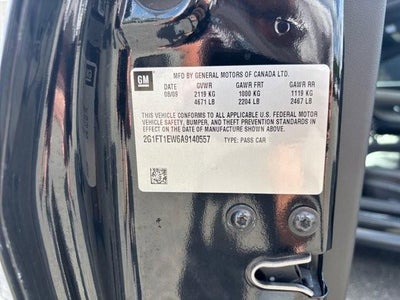 GM
MFD BY GENERAL MOTORS OF CANADA LTD.
DATE GVWR GAWR FRT GAWR RR
08/09 2119 KG 1000 KG 1119 KG
4671 LB 2204 LB 2467 LB
THIS VEHICLE CONFORMS TO ALL APPLICABLE U.S. FEDERAL MOTOR
VEHICLE SAFETY, BUMPER, AND THEFT PREVENTION STANDARDS
IN EFFECT ON THE DATE OF MANUFACTURE SHOWN ABOVE.
2G1FT1EW6A9140557 TYPE: PASS CAR